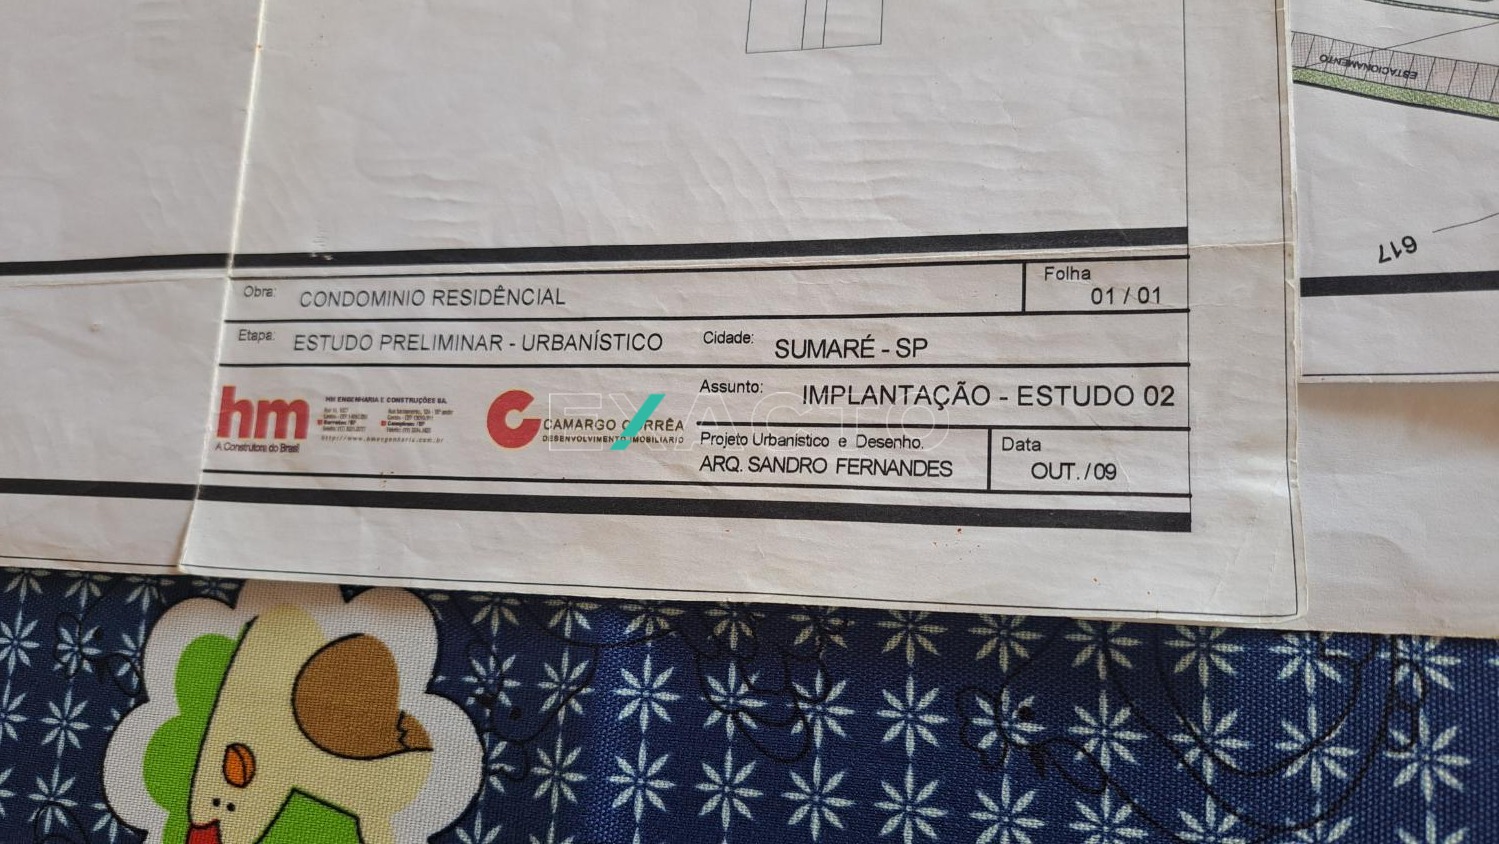 ESTACIONAMENTO
617
Obra: CONDOMINIO RESIDÊNCIAL
Folha
01 / 01
Etapa: ESTUDO PRELIMINAR - URBANÍSTICO
Cidade: SUMARÉ - SP
hm
A Construtora do Brasil
HM ENGENHARIA E CONSTRUÇÕES SA.
CAMARGO CORRÊA
DESENVOLVIMENTO IMOBILIARIO
EXACTO
Assunto: IMPLANTAÇÃO - ESTUDO 02
Projeto Urbanístico e Desenho.
ARQ. SANDRO FERNANDES
Data
OUT. / 09